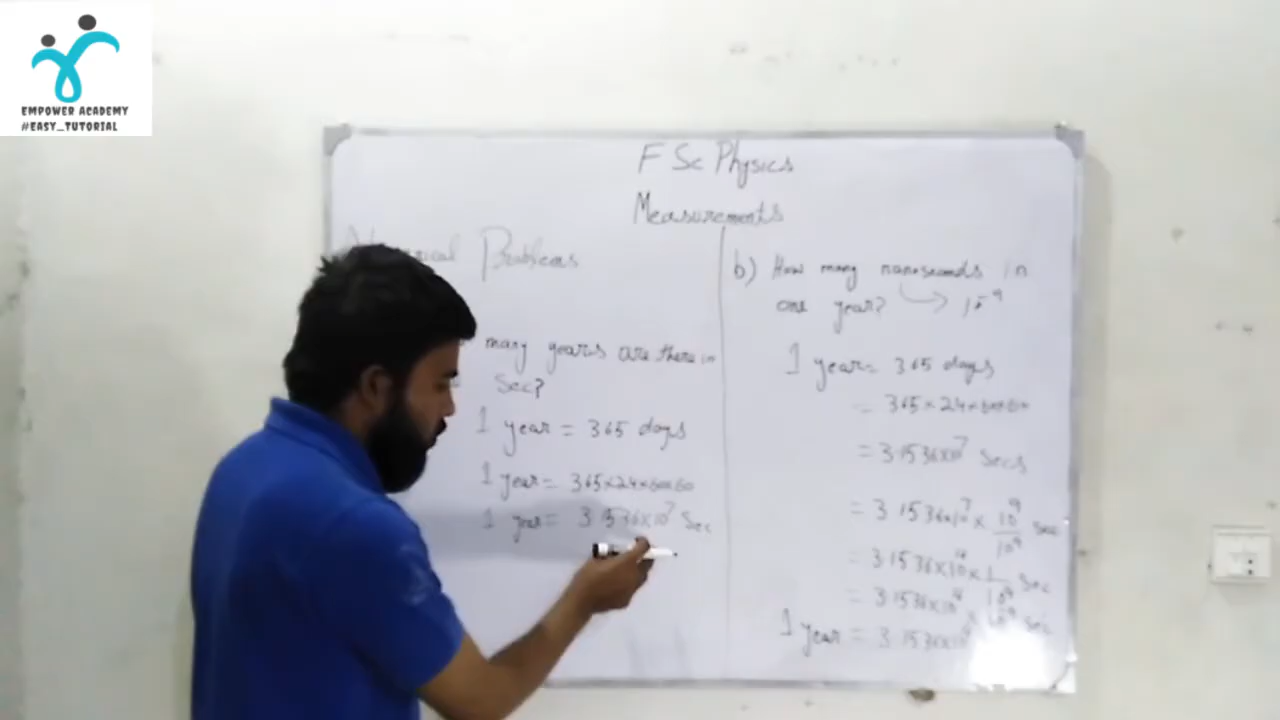 EMPOWER ACADEMY
#EASY_TUTORIAL
F Sc Physics
Measurements
Problems
many years are there in
Sec?
1 year = 365 days
1 year = 365×24×60×60
1 year = 3.1536×10⁷ Sec
b) How many nanoseconds in
one year? → 10⁻⁹
1 year = 365 days
= 365×24×60×60
= 3.1536×10⁷ Secs
= 3.1536×10⁷ × 10⁹/10⁹ Sec
= 3.1536×10¹⁶ × 1/10⁹ Sec
= 3.1536×10¹⁶ × 10⁻⁹ Sec
1 year = 3.1536×10